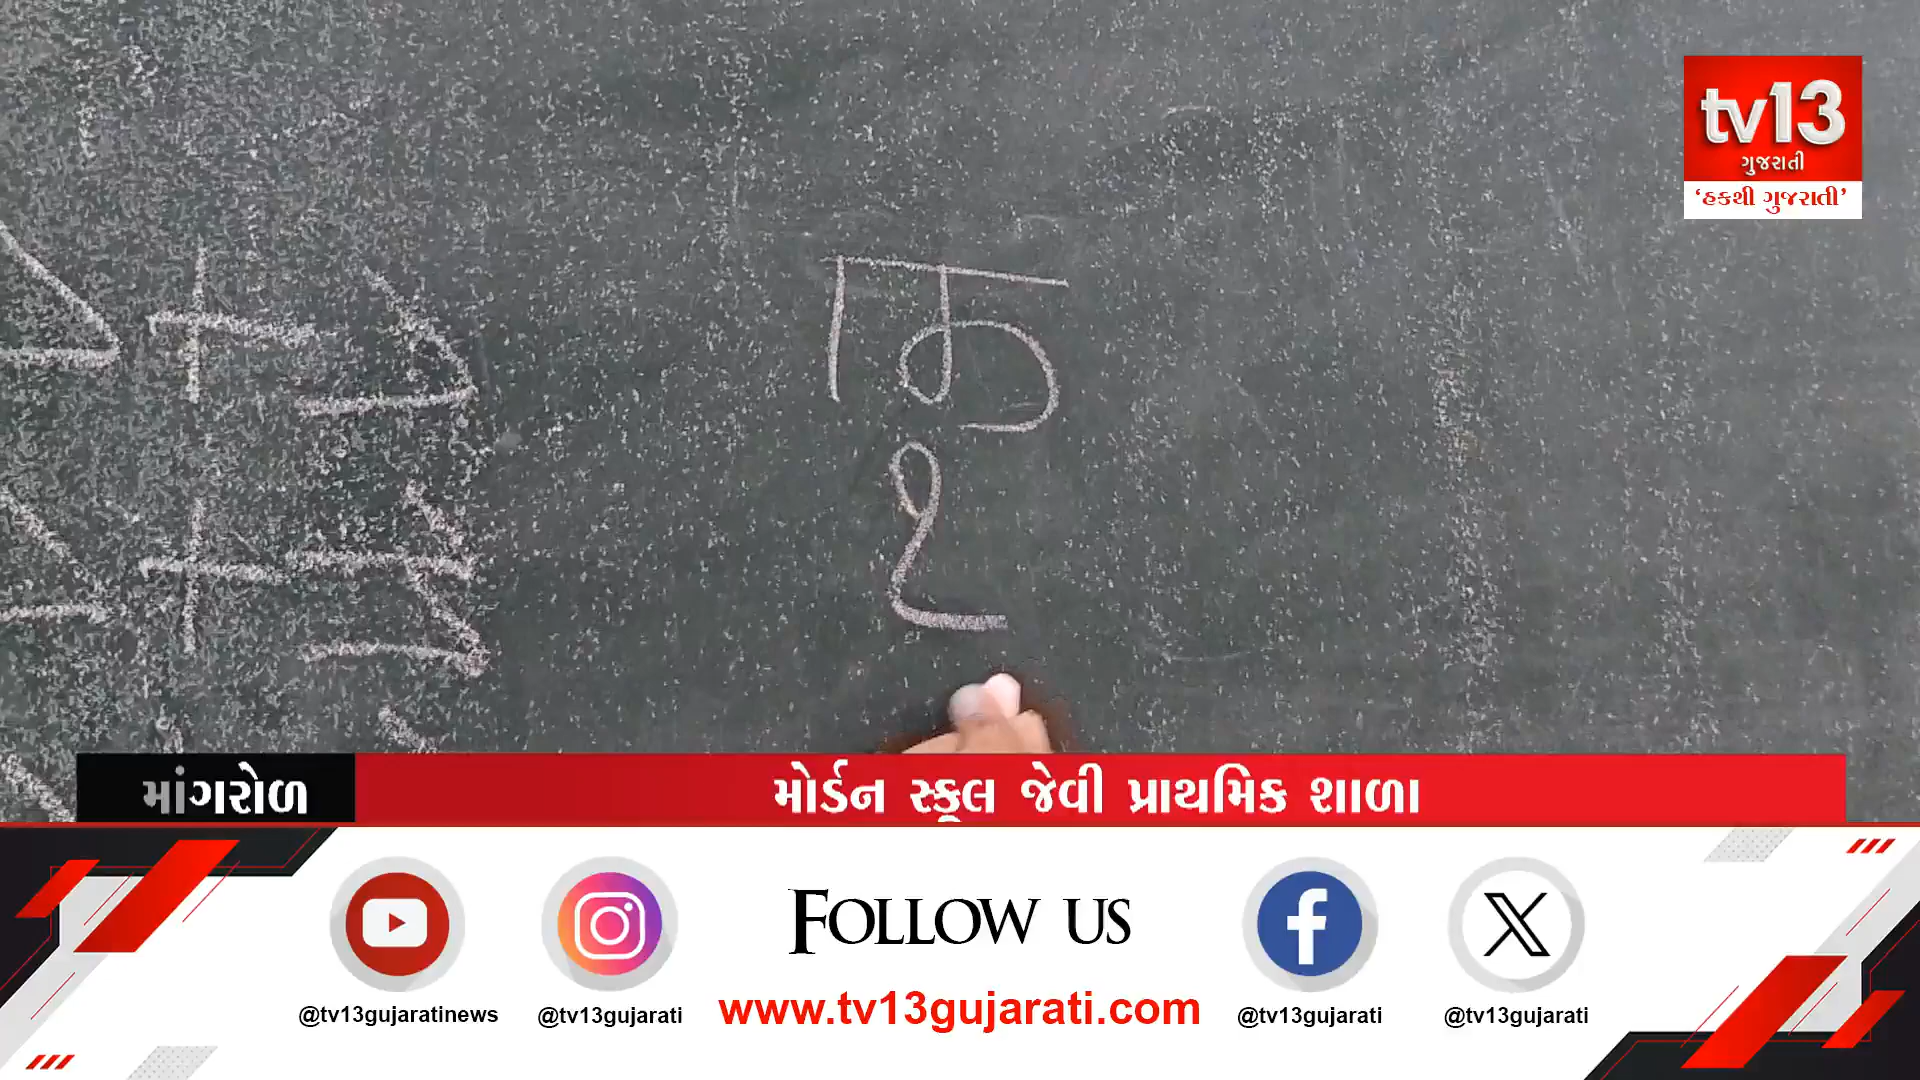 tv13
ગુજરાતી
‘હકથી ગુજરાતી’
માંગરોળ
મોર્ડન સ્કૂલ જેવી પ્રાથમિક શાળા
FOLLOW US
www.tv13gujarati.com
@tv13gujaratinews
@tv13gujarati
@tv13gujarati
@tv13gujarati